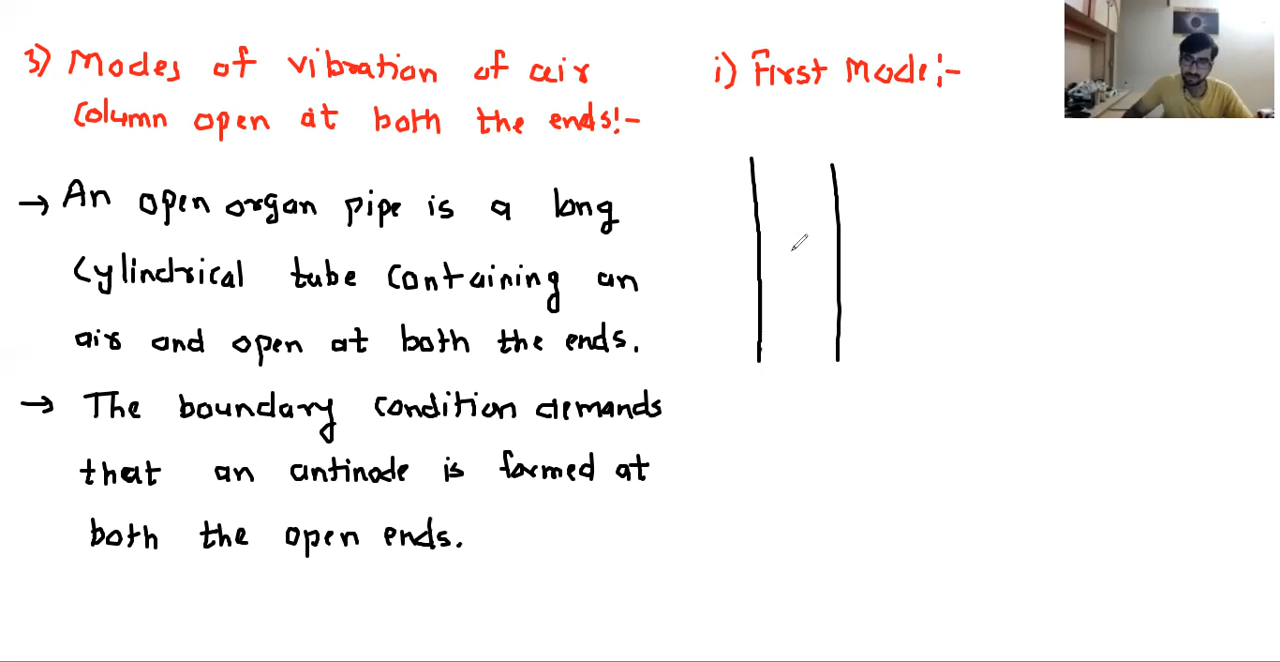 3) Modes of vibration of air
column open at both the ends:-
→ An open organ pipe is a long
cylindrical tube containing an
air and open at both the ends.
→ The boundary condition demands
that an antinode is formed at
both the open ends.
i) First Mode:-